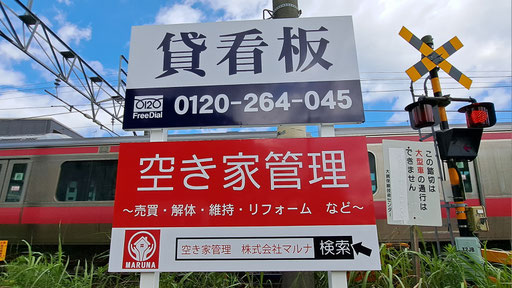 貸看板
0120
FreeDial
0120-264-045
空き家管理
〜売買・解体・維持・リフォーム など〜
MARUNA
空き家管理 株式会社マルナ
検索
この踏切は
大型車の通行は
できません